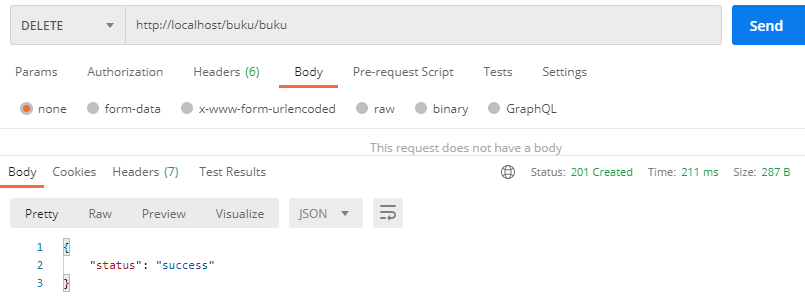 DELETE http://localhost/buku/buku Send
Params Authorization Headers (6) Body Pre-request Script Tests Settings
none form-data x-www-form-urlencoded raw binary GraphQL
This request does not have a body
Body Cookies Headers (7) Test Results Status: 201 Created Time: 211 ms Size: 287 B
Pretty Raw Preview Visualize JSON
1 {
2 "status": "success"
3 }